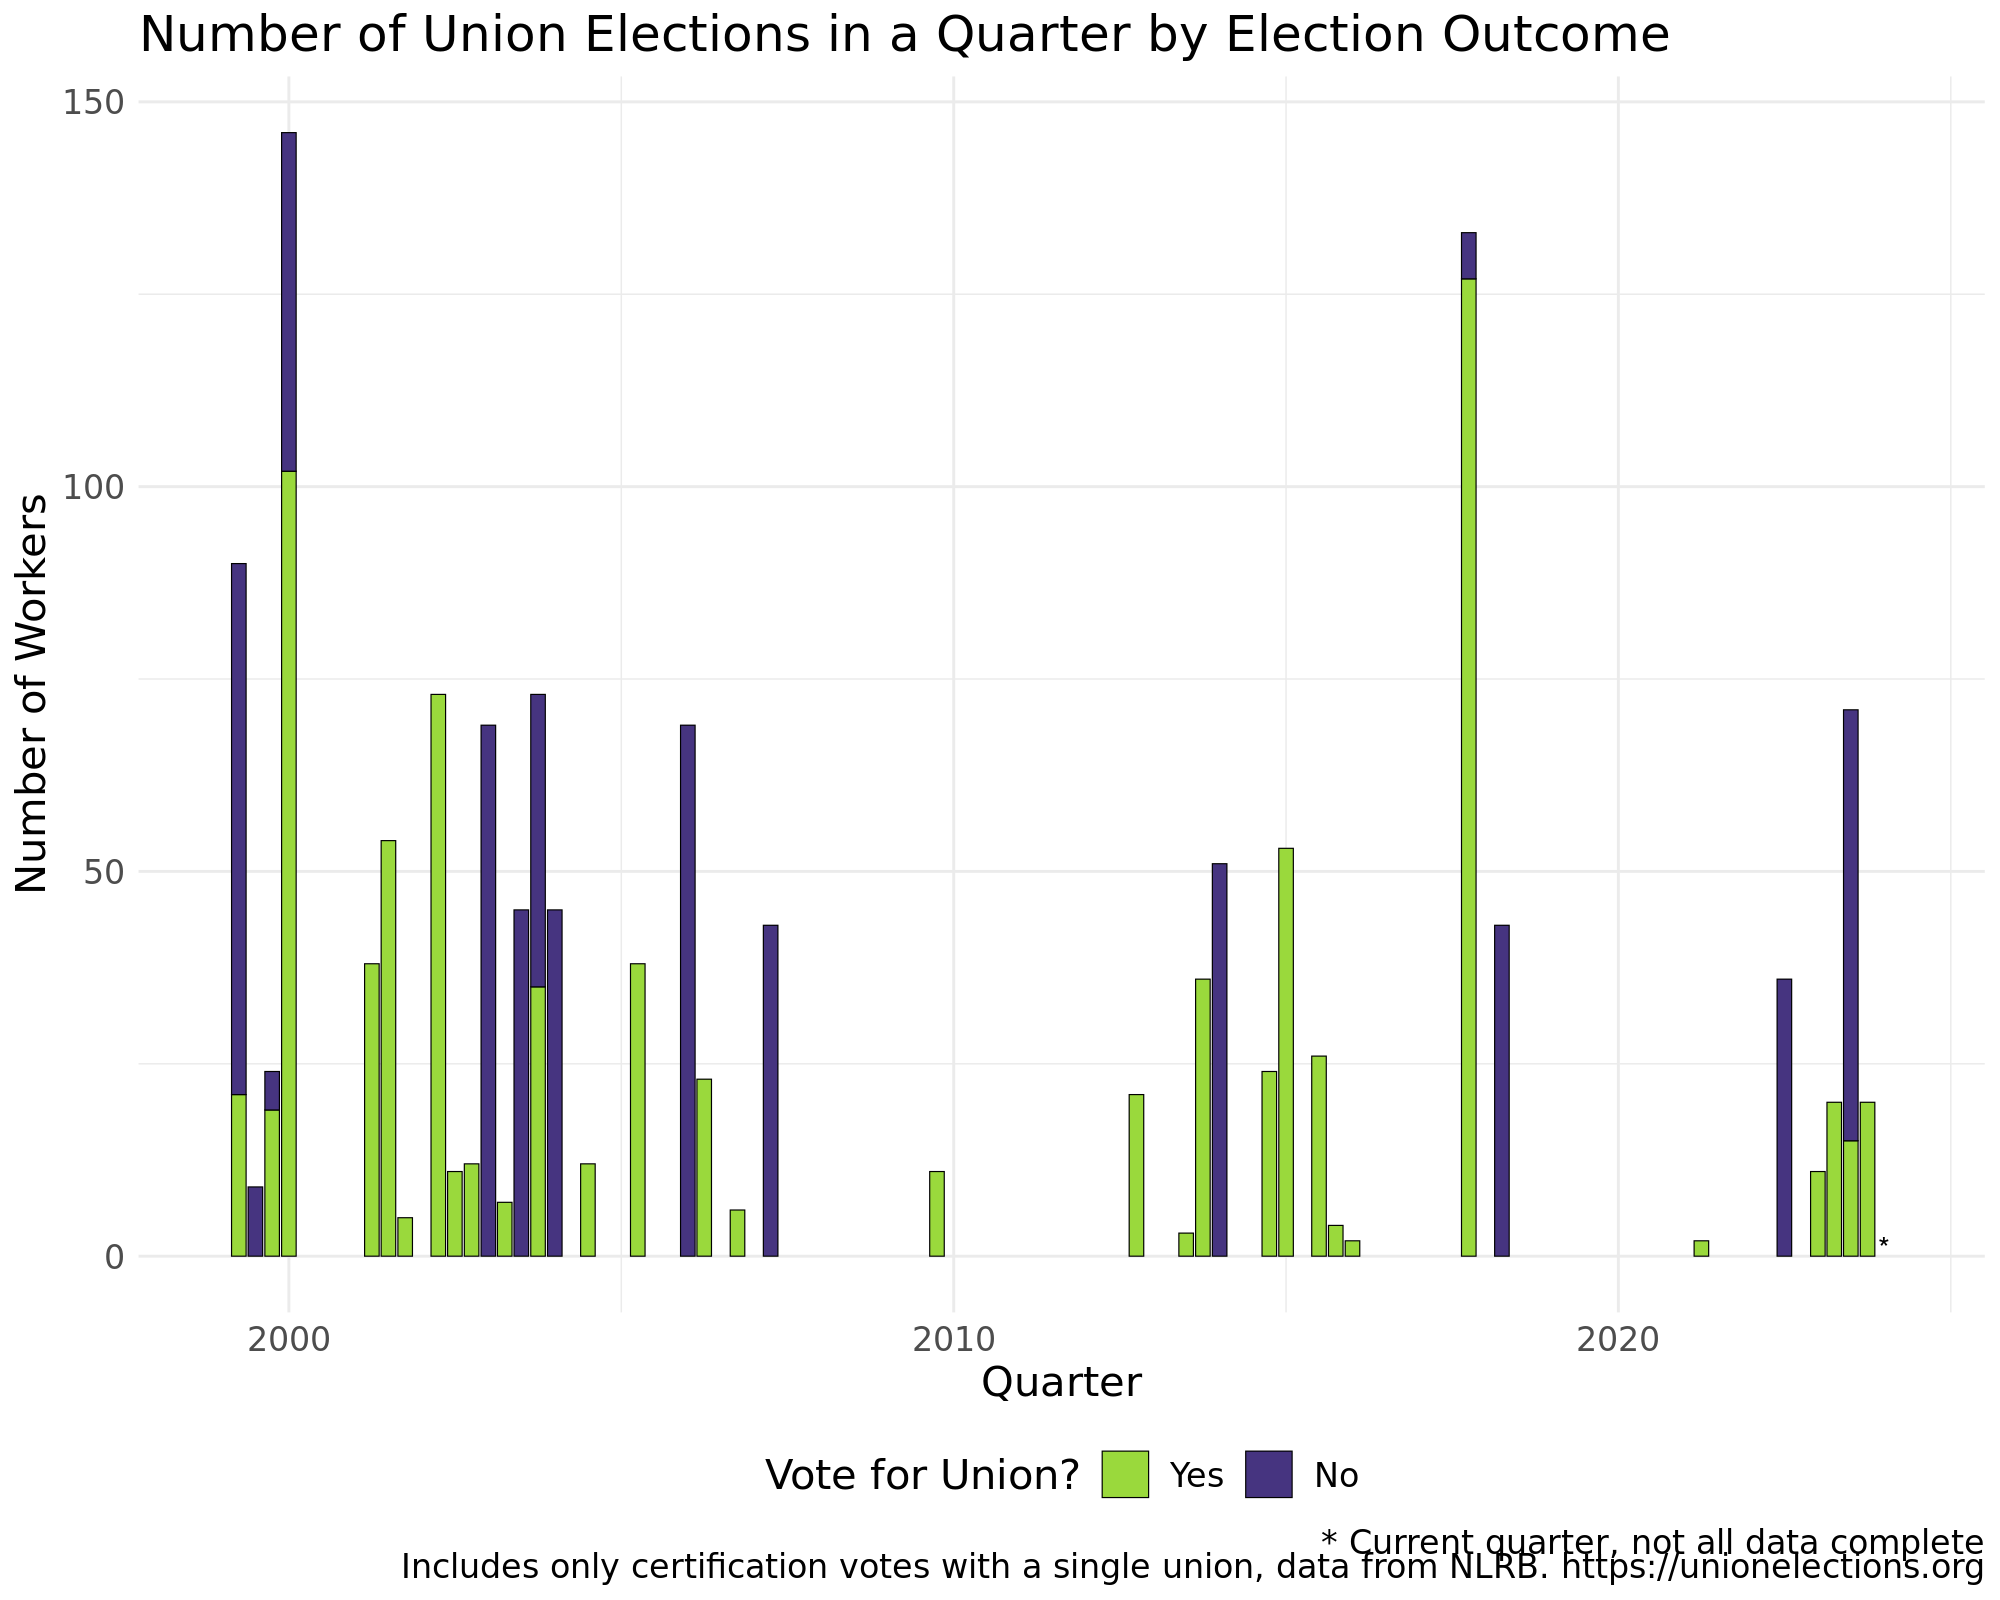 Number of Union Elections in a Quarter by Election Outcome
150
100
50
0
Number of Workers
*
2000 2010 2020
Quarter
Vote for Union? Yes No
* Current quarter, not all data complete
Includes only certification votes with a single union, data from NLRB. https://unionelections.org